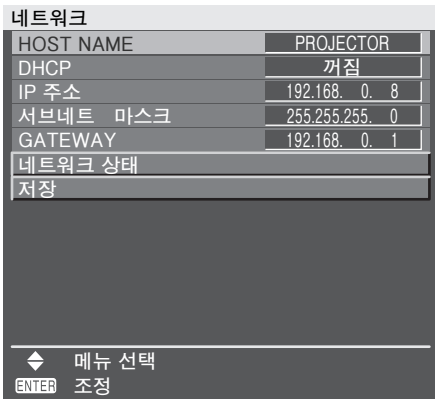 네트워크
HOST NAME PROJECTOR
DHCP 꺼짐
IP 주소 192.168. 0. 8
서브네트 마스크 255.255.255. 0
GATEWAY 192.168. 0. 1
네트워크 상태
저장
메뉴 선택
ENTER 조정